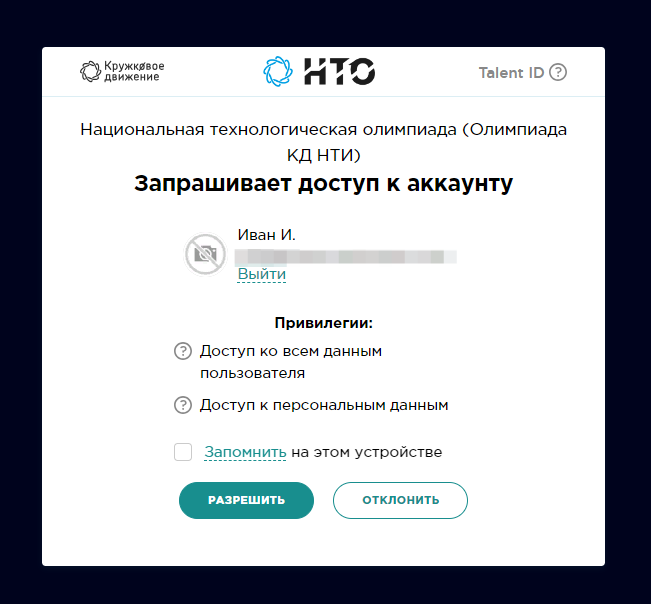 Кружковое
движение
НТО
Talent ID ?
Национальная технологическая олимпиада (Олимпиада
КД НТИ)
Запрашивает доступ к аккаунту
Иван И.
Выйти
Привилегии:
? Доступ ко всем данным
пользователя
? Доступ к персональным данным
Запомнить на этом устройстве
РАЗРЕШИТЬ
ОТКЛОНИТЬ